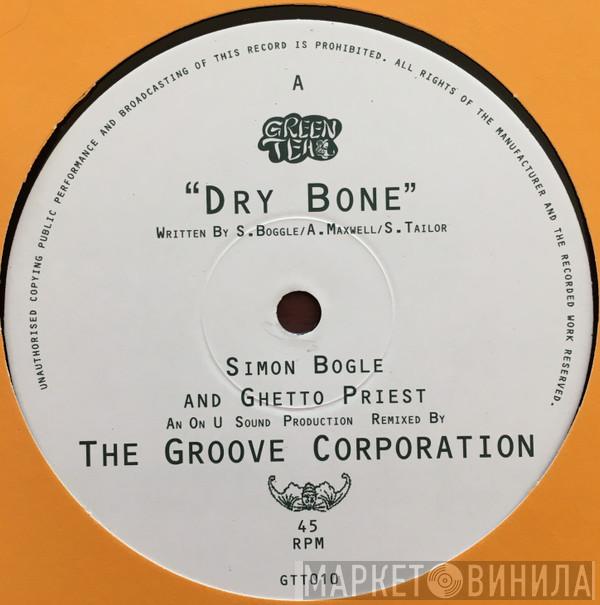 UNAUTHORISED COPYING PUBLIC PERFORMANCE AND BROADCASTING OF THIS RECORD IS PROHIBITED. ALL RIGHTS OF THE MANUFACTURER AND THE RECORDED WORK RESERVED.
A
GREEN
TEA
"DRY BONE"
WRITTEN BY S.BOGGLE/A.MAXWELL/S.TAILOR
SIMON BOGLE
AND GHETTO PRIEST
AN ON U SOUND PRODUCTION REMIXED BY
THE GROOVE CORPORATION
45
RPM
GTT010
МАРКЕТ ВИНИЛА